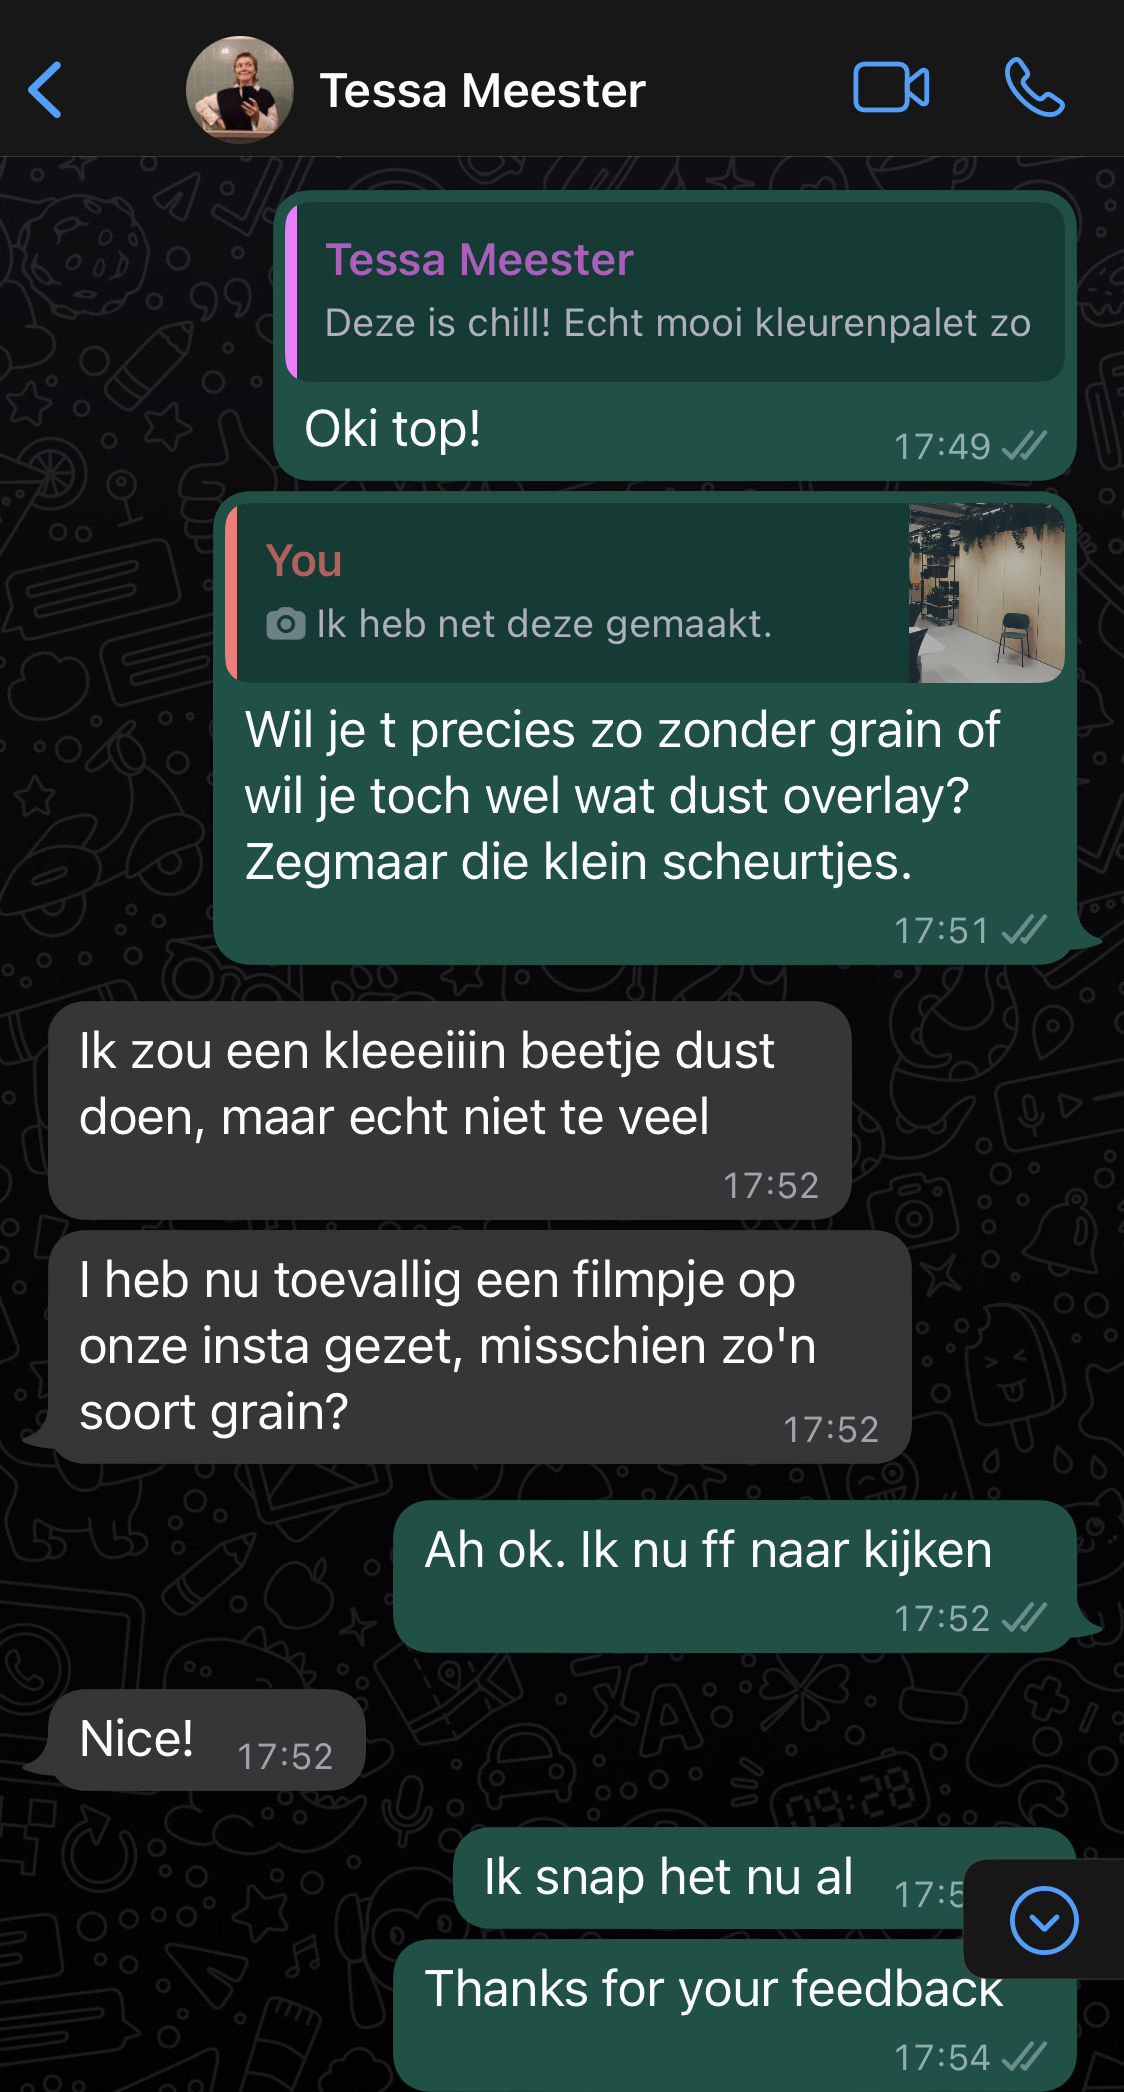 Tessa Meester
Tessa Meester
Deze is chill! Echt mooi kleurenpalet zo
Oki top!
17:49
You
Ik heb net deze gemaakt.
Wil je t precies zo zonder grain of
wil je toch wel wat dust overlay?
Zegmaar die klein scheurtjes.
17:51
Ik zou een kleeeiiin beetje dust
doen, maar echt niet te veel
17:52
I heb nu toevallig een filmpje op
onze insta gezet, misschien zo'n
soort grain?
17:52
Ah ok. Ik nu ff naar kijken
17:52
Nice!
17:52
Ik snap het nu al
Thanks for your feedback
17:54